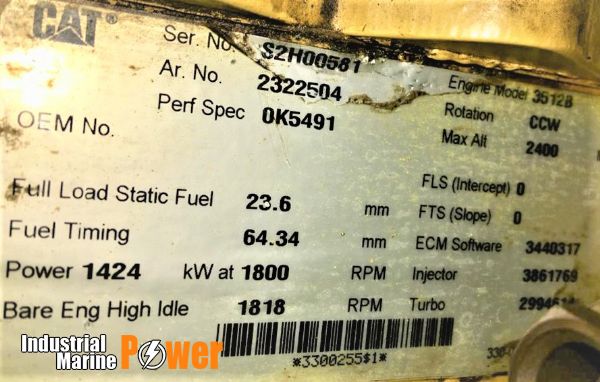 CAT
Ser. No. S2H00581 Engine Model 3512B
Ar. No. 2322504 Rotation CCW
Perf Spec 0K5491 Max Alt 2400
OEM No.
FLS (Intercept) 0
Full Load Static Fuel 23.6 mm FTS (Slope) 0
Fuel Timing 64.34 mm ECM Software 3440317
Power 1424 kW at 1800 RPM Injector 3861769
Bare Eng High Idle 1818 RPM Turbo
*3300255$1*
Industrial Marine Power